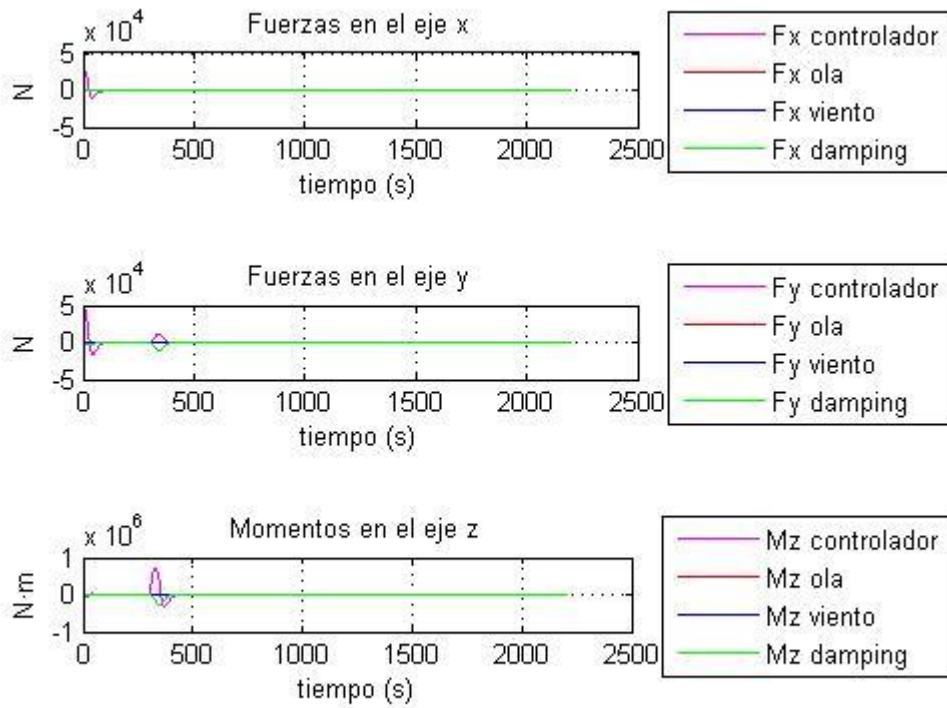 Fuerzas en el eje x
x 10^4
5
0
-5
N
0 500 1000 1500 2000 2500
tiempo (s)
Fx controlador
Fx ola
Fx viento
Fx damping
Fuerzas en el eje y
x 10^4
5
0
-5
N
0 500 1000 1500 2000 2500
tiempo (s)
Fy controlador
Fy ola
Fy viento
Fy damping
Momentos en el eje z
x 10^6
1
0
-1
N·m
0 500 1000 1500 2000 2500
tiempo (s)
Mz controlador
Mz ola
Mz viento
Mz damping